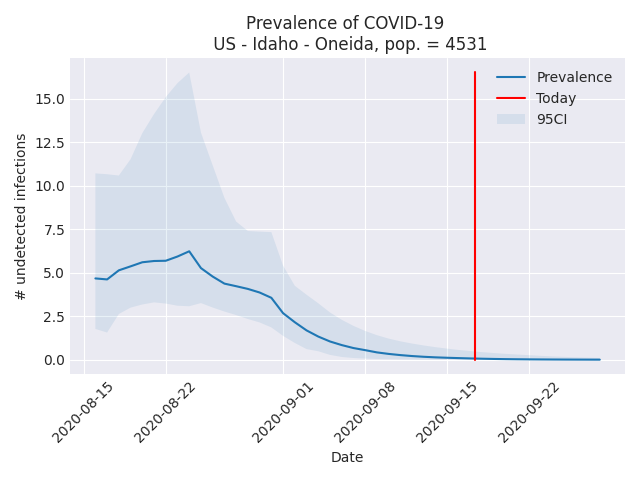 Prevalence of COVID-19
US - Idaho - Oneida, pop. = 4531
Prevalence
Today
95CI
# undetected infections
15.0
12.5
10.0
7.5
5.0
2.5
0.0
2020-08-15
2020-08-22
2020-09-01
2020-09-08
2020-09-15
2020-09-22
Date